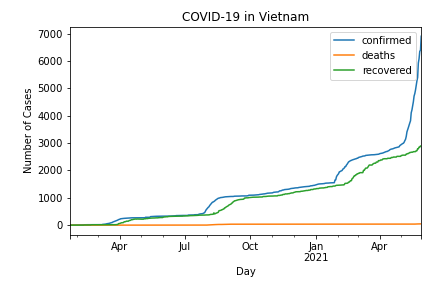 COVID-19 in Vietnam
confirmed
deaths
recovered
Number of Cases
7000
6000
5000
4000
3000
2000
1000
0
Apr
Jul
Oct
Jan
2021
Apr
Day